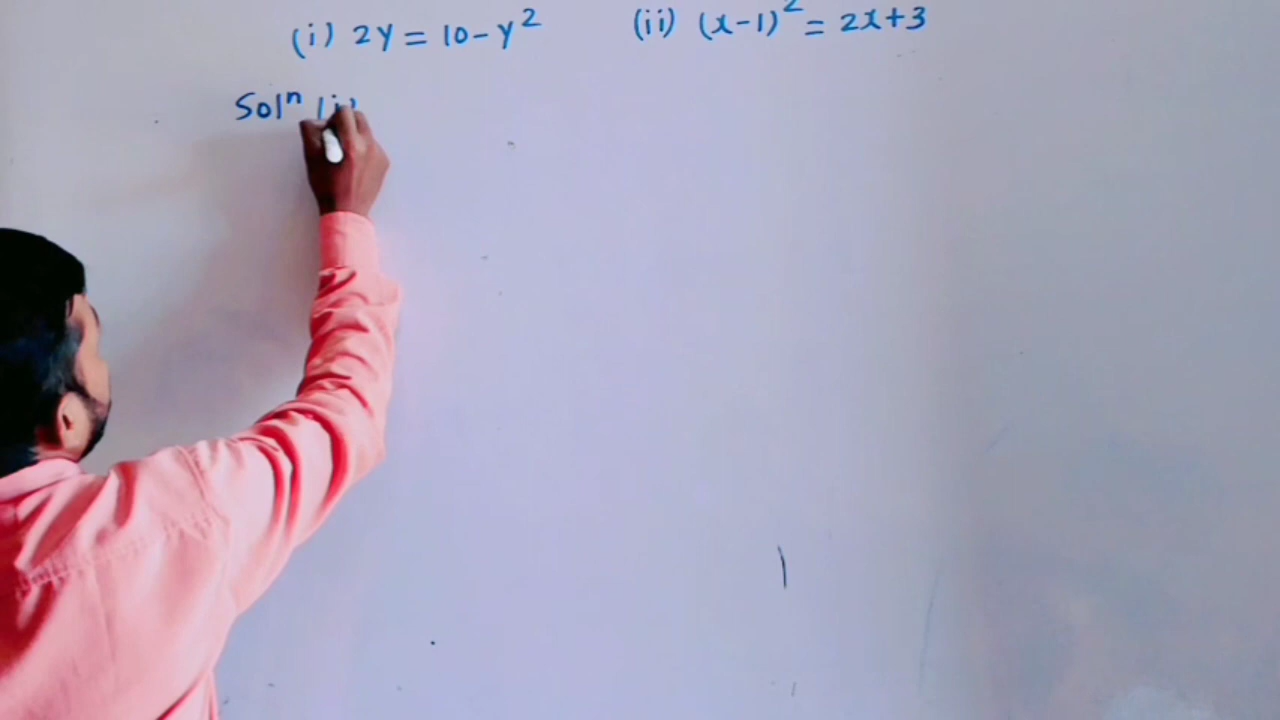 (i) 2y = 10 - y² (ii) (x-1)² = 2x+3
Solⁿ (i)